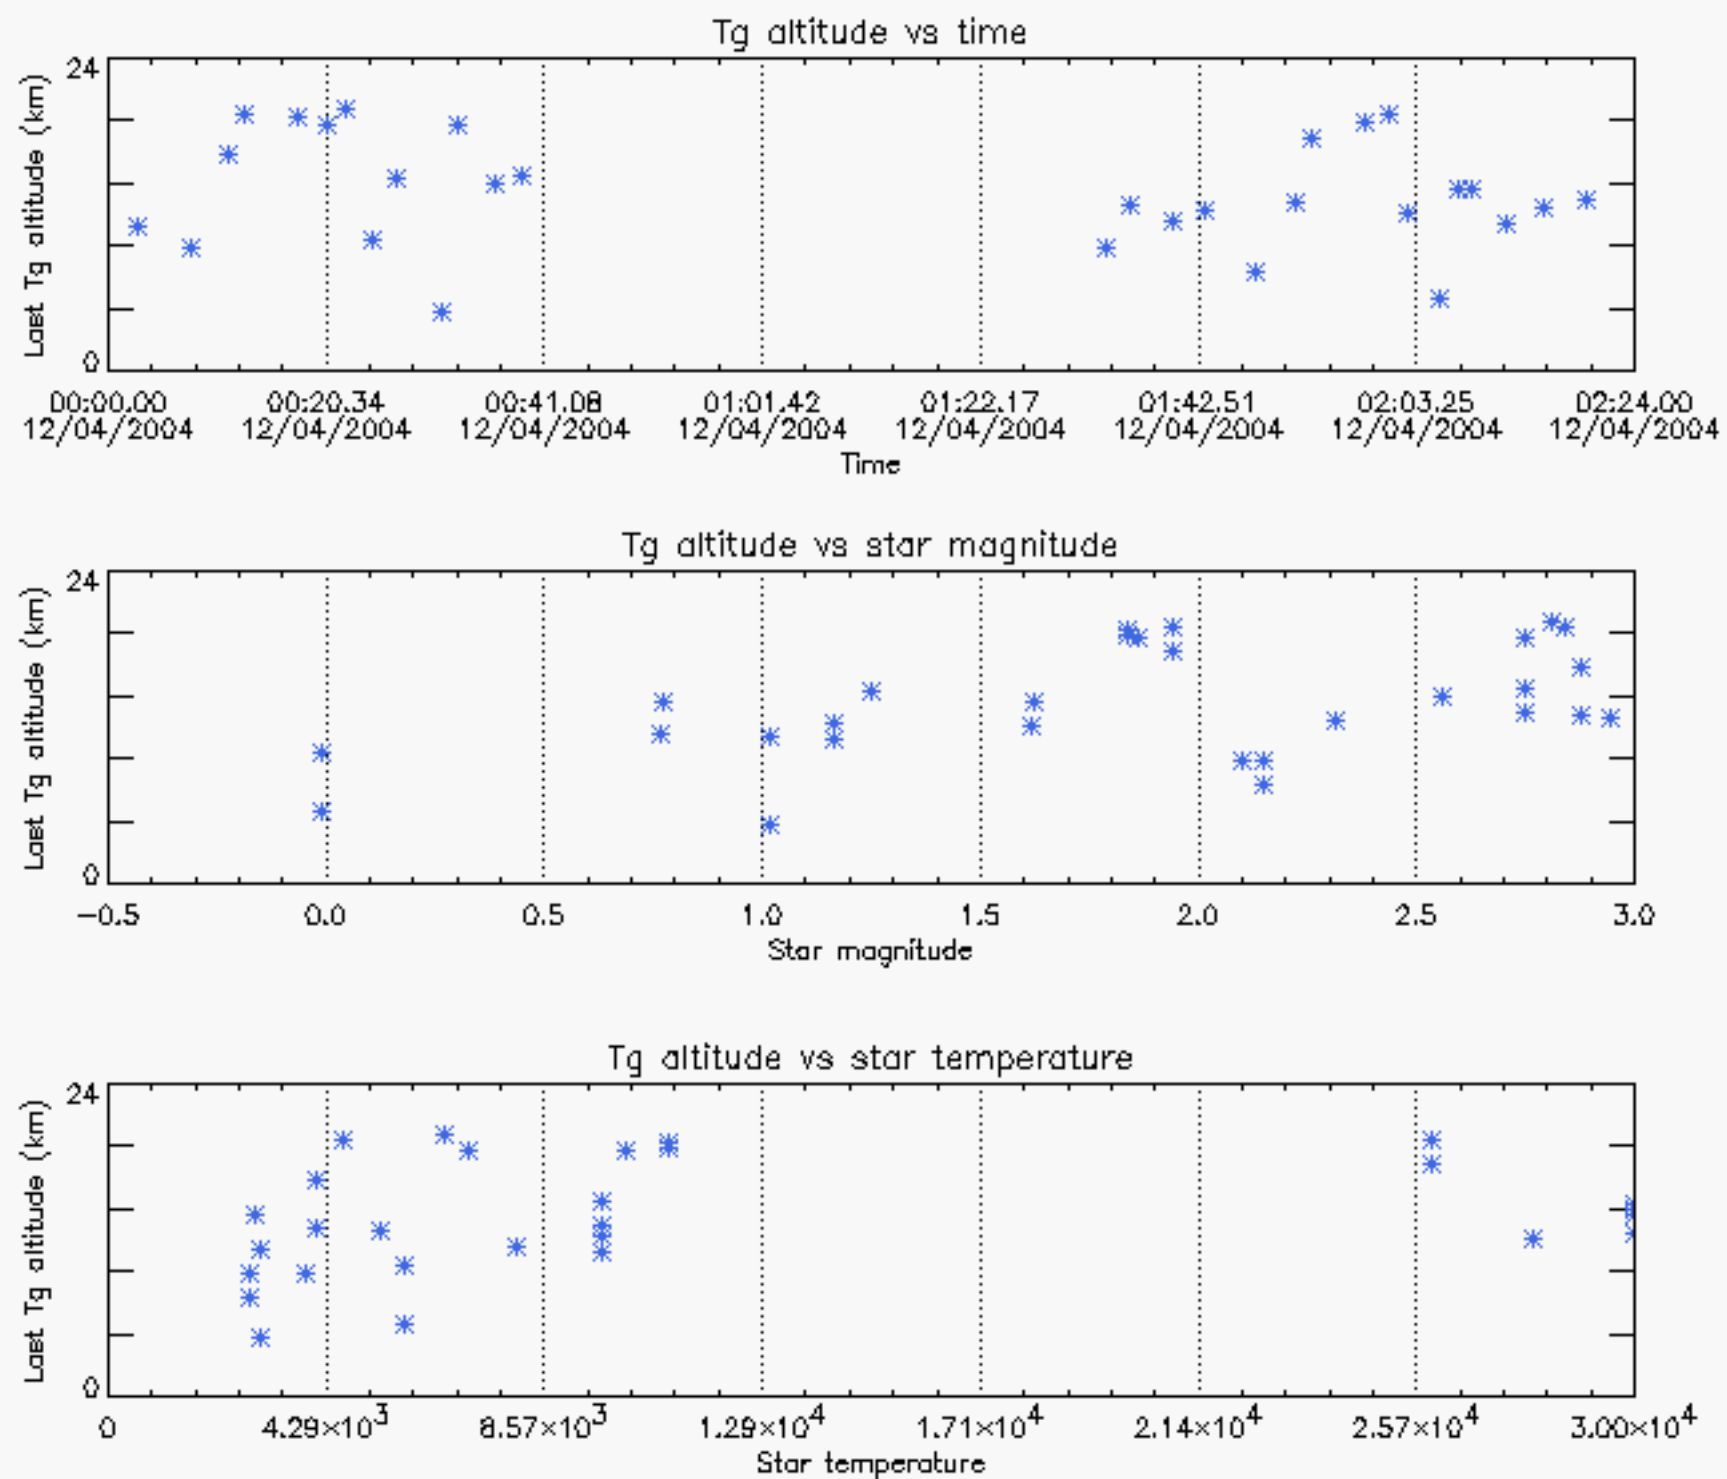 Tg altitude vs time
Last Tg altitude (km)
24
0
00:00.00 00:20.34 00:41.08 01:01.42 01:22.17 01:42.51 02:03.25 02:24.00
12/04/2004 12/04/2004 12/04/2004 12/04/2004 12/04/2004 12/04/2004 12/04/2004 12/04/2004
Time
Tg altitude vs star magnitude
Last Tg altitude (km)
24
0
-0.5 0.0 0.5 1.0 1.5 2.0 2.5 3.0
Star magnitude
Tg altitude vs star temperature
Last Tg altitude (km)
24
0
0 4.29×10³ 8.57×10³ 1.29×10⁴ 1.71×10⁴ 2.14×10⁴ 2.57×10⁴ 3.00×10⁴
Star temperature